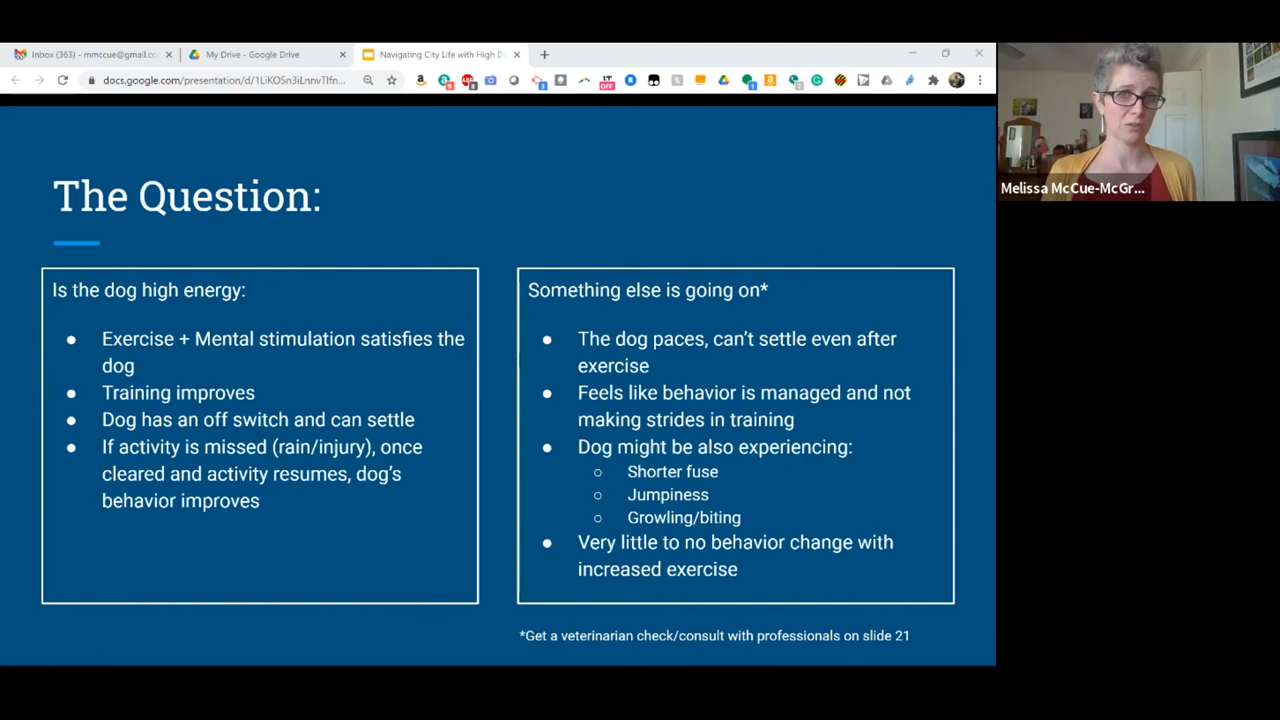 Inbox (363) - mmccue@gmail.co
My Drive - Google Drive
Navigating City Life with High D
docs.google.com/presentation/d/1LiKO5n3iLnnvTlfn...
The Question:
Is the dog high energy:
● Exercise + Mental stimulation satisfies the
dog
● Training improves
● Dog has an off switch and can settle
● If activity is missed (rain/injury), once
cleared and activity resumes, dog's
behavior improves
Something else is going on*
● The dog paces, can't settle even after
exercise
● Feels like behavior is managed and not
making strides in training
● Dog might be also experiencing:
○ Shorter fuse
○ Jumpiness
○ Growling/biting
● Very little to no behavior change with
increased exercise
*Get a veterinarian check/consult with professionals on slide 21
Melissa McCue-McGr...